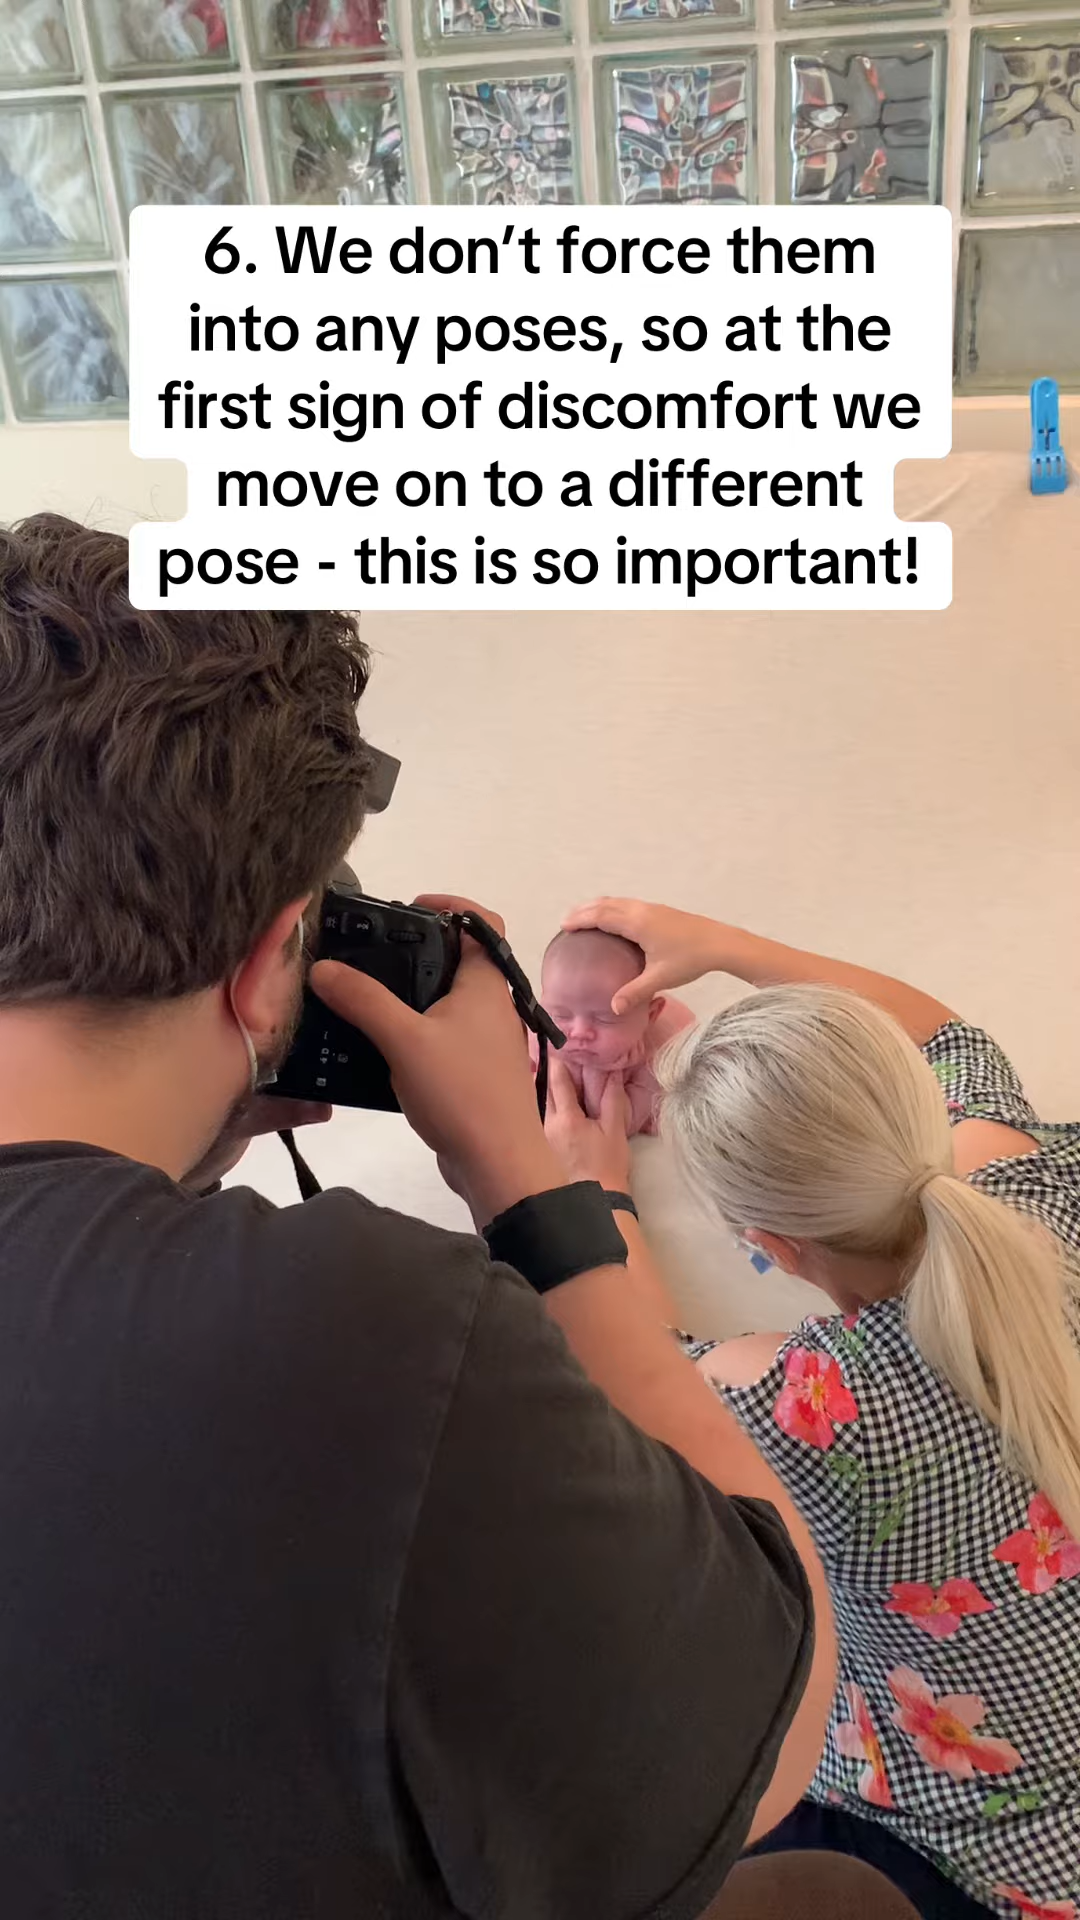 6. We don’t force them
into any poses, so at the
first sign of discomfort we
move on to a different
pose - this is so important!